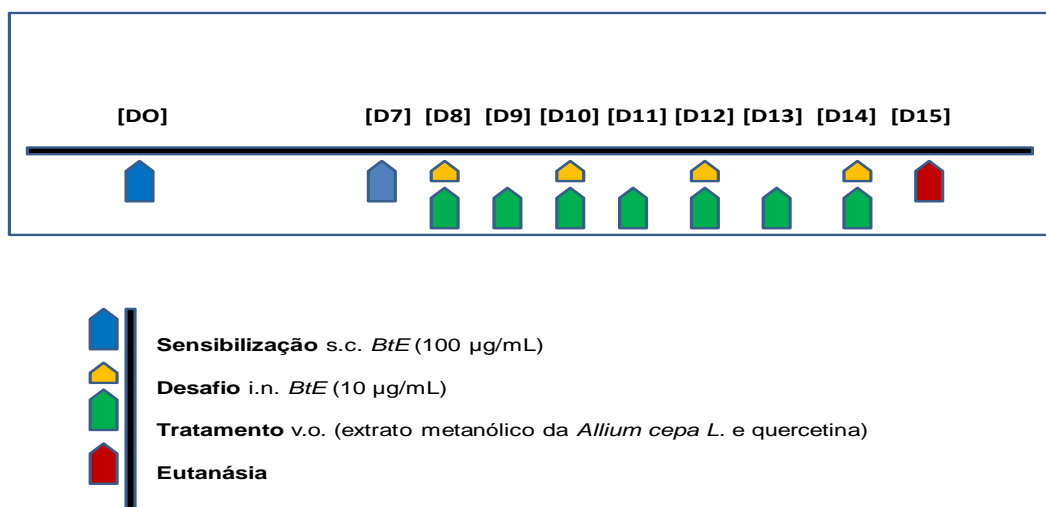 [DO] [D7] [D8] [D9] [D10] [D11] [D12] [D13] [D14] [D15]
Sensibilização s.c. BtE (100 µg/mL)
Desafio i.n. BtE (10 µg/mL)
Tratamento v.o. (extrato metanólico da Allium cepa L. e quercetina)
Eutanásia